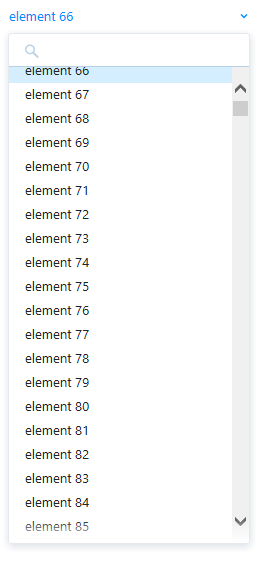 element 66
element 66
element 67
element 68
element 69
element 70
element 71
element 72
element 73
element 74
element 75
element 76
element 77
element 78
element 79
element 80
element 81
element 82
element 83
element 84
element 85